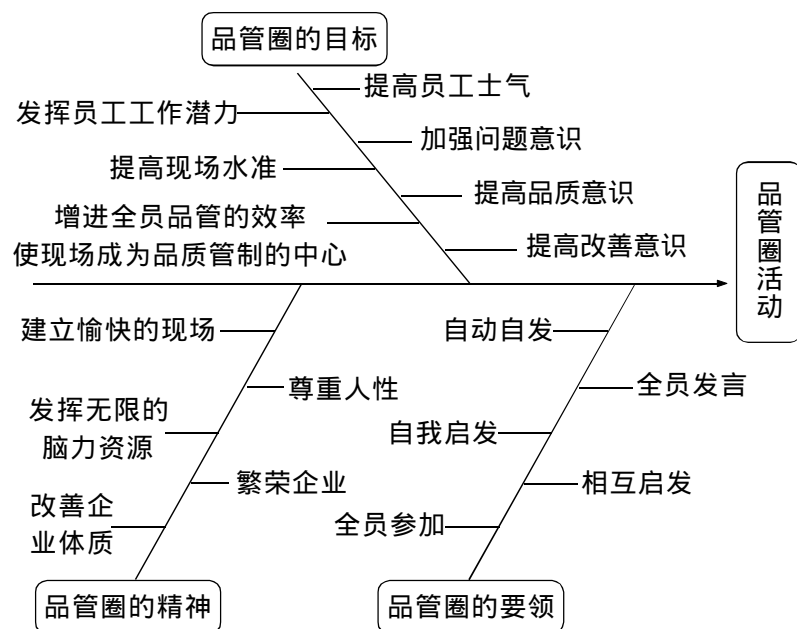 品管圈的目标
提高员工士气
发挥员工工作潜力
加强问题意识
提高现场水准
提高品质意识
增进全员品管的效率
提高改善意识
使现场成为品质管制的中心
品管圈活动
建立愉快的现场
尊重人性
发挥无限的
脑力资源
繁荣企业
改善企
业体质
品管圈的精神
自动自发
全员发言
自我启发
相互启发
全员参加
品管圈的要领